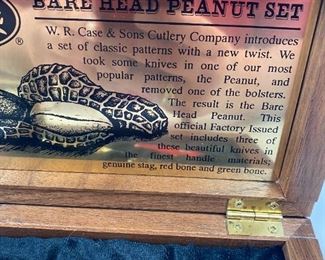 BARE HEAD PEANUT SET
W. R. Case & Sons Cutlery Company introduces
a set of classic patterns with a new twist. We
took some knives in one of our most
popular patterns, the Peanut, and
removed one of the bolsters.
The result is the Bare
Head Peanut. This
official Factory Issued
set includes three of
these beautiful knives in
the finest handle materials;
genuine stag, red bone and green bone.